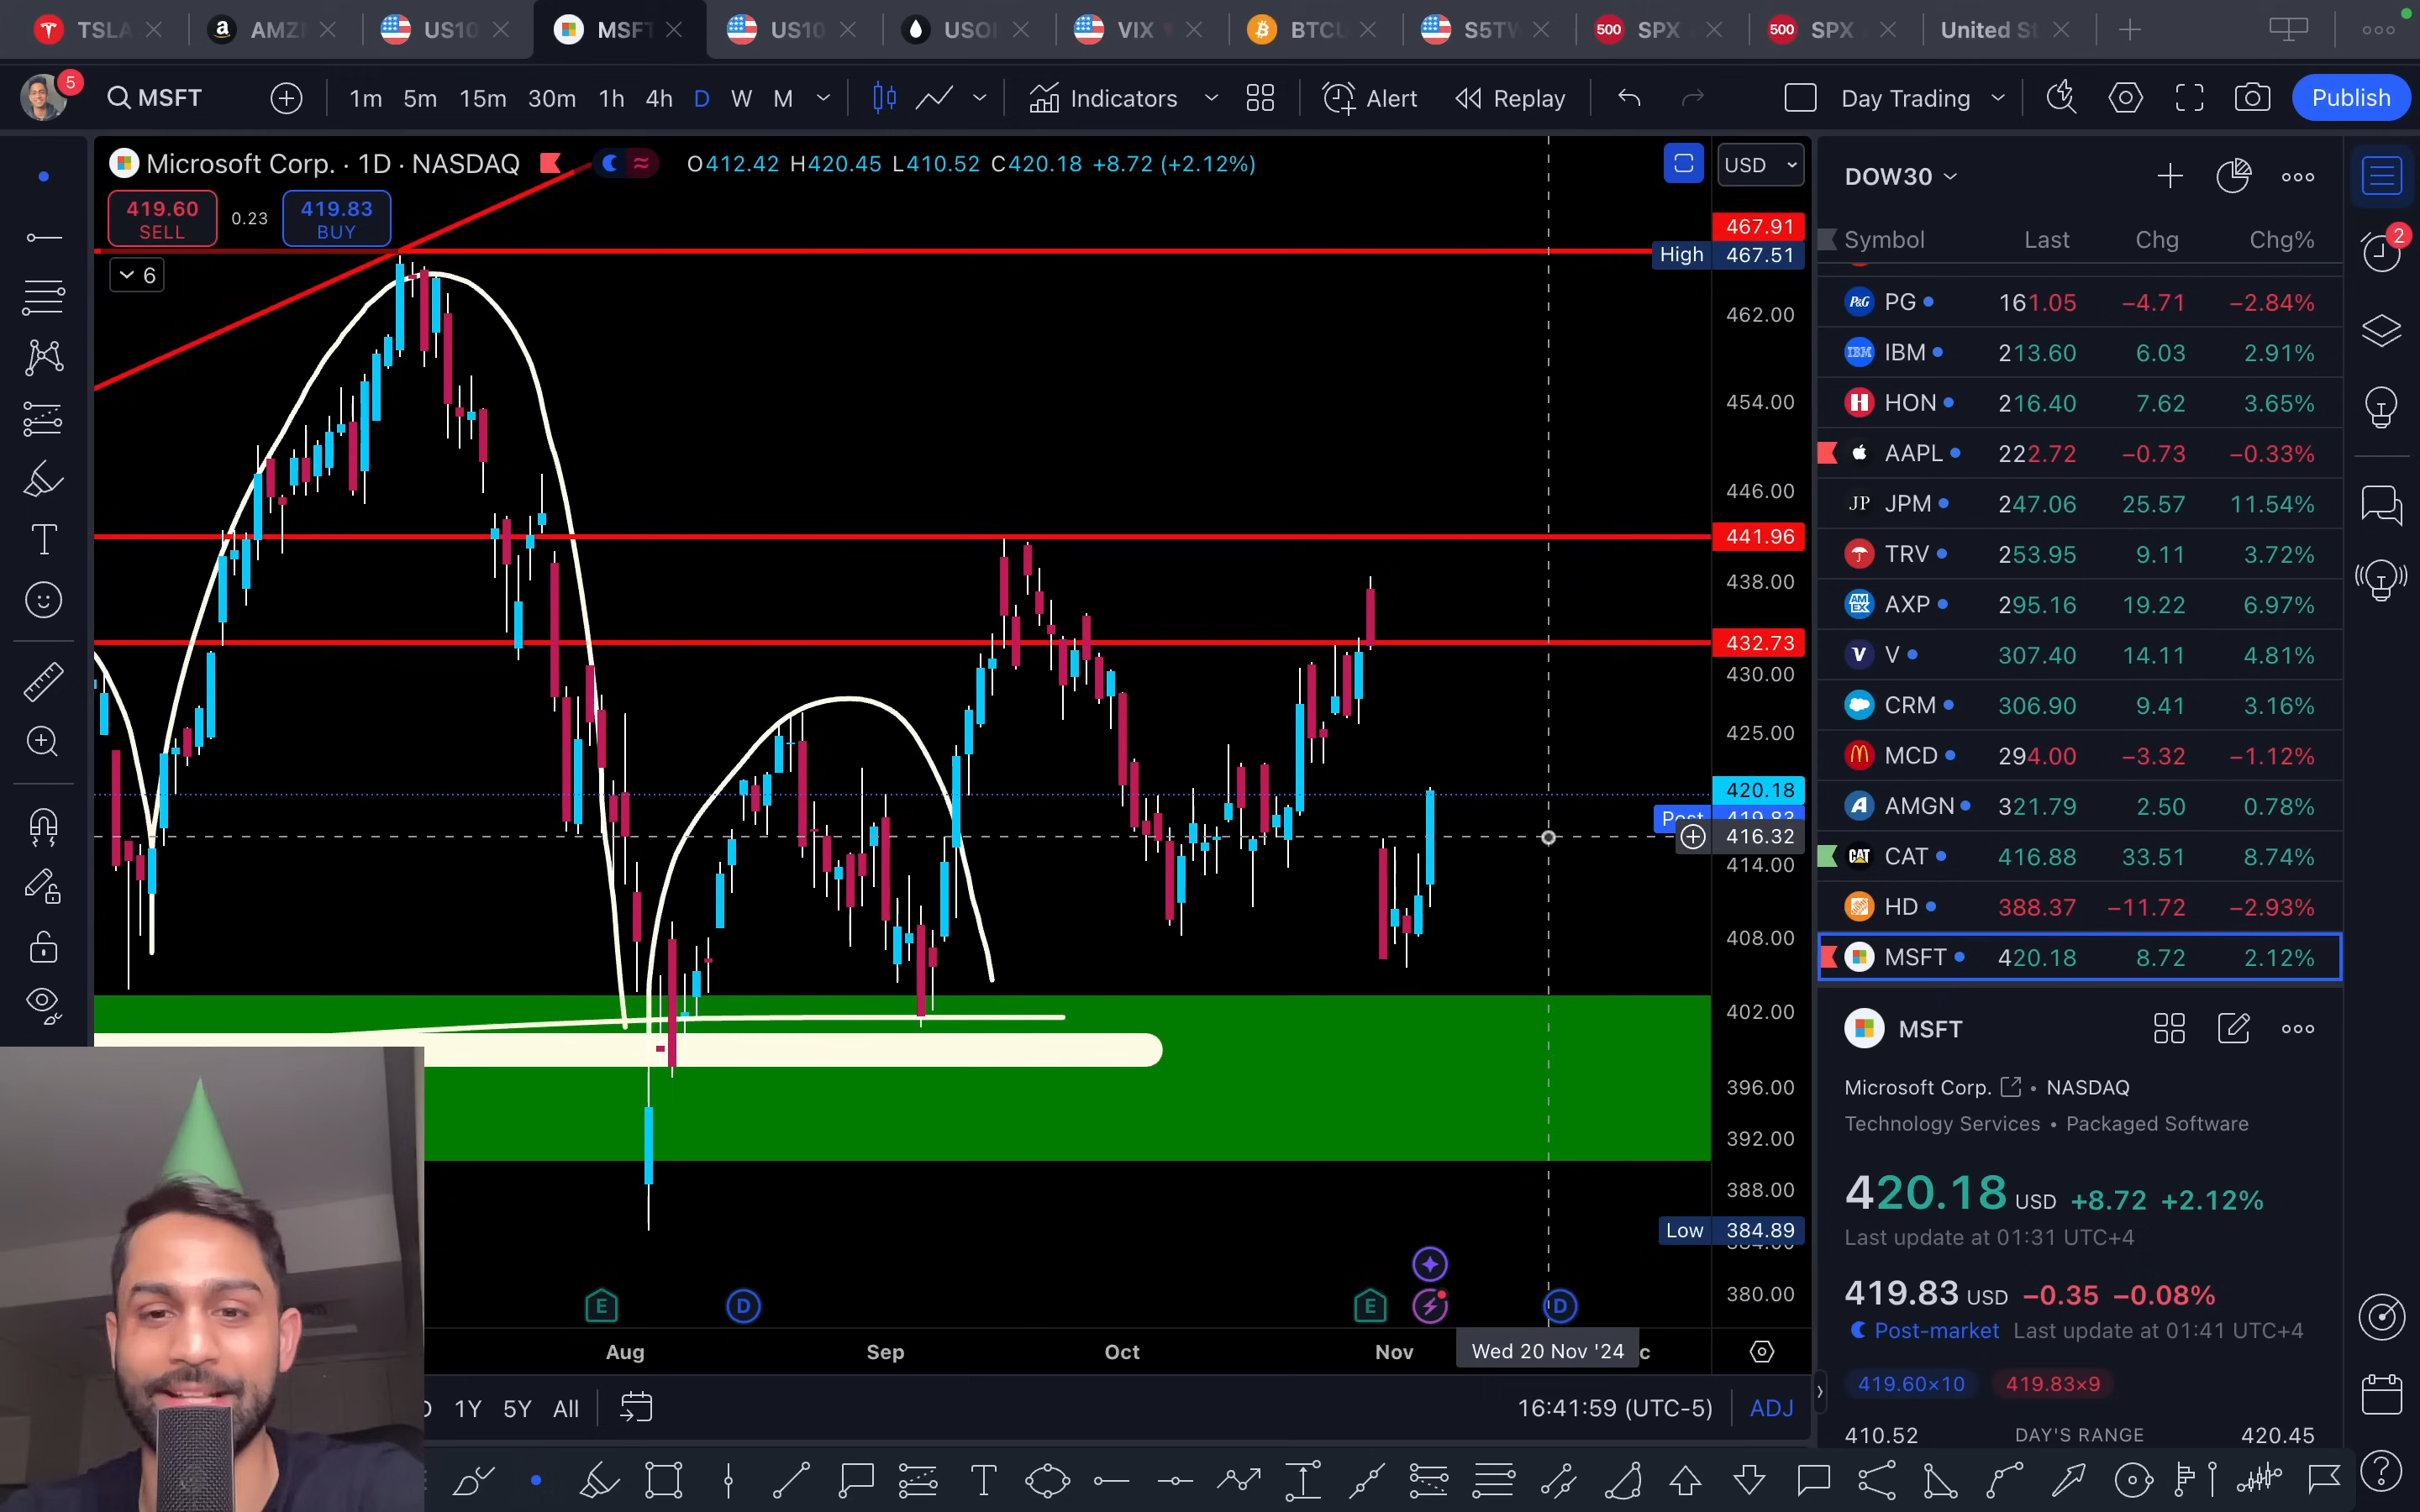 TSLA AMZ US10 MSFT US10 USOI VIX BTCU S5TW SPX SPX United St
5 MSFT 1m 5m 15m 30m 1h 4h D W M Indicators Alert Replay Day Trading Publish
Microsoft Corp. · 1D · NASDAQ O412.42 H420.45 L410.52 C420.18 +8.72 (+2.12%)
USD
419.60 SELL 0.23 419.83 BUY
6
467.91
High 467.51
462.00
454.00
446.00
441.96
438.00
432.73
430.00
425.00
420.18
Post 419.83
416.32
414.00
408.00
402.00
396.00
392.00
388.00
Low 384.89
380.00
E D E D
Aug Sep Oct Nov Wed 20 Nov '24 c
1Y 5Y All 16:41:59 (UTC-5) ADJ
DOW30
2
Symbol Last Chg Chg%
P&G PG 161.05 −4.71 −2.84%
IBM IBM 213.60 6.03 2.91%
H HON 216.40 7.62 3.65%
AAPL 222.72 −0.73 −0.33%
JP JPM 247.06 25.57 11.54%
TRV 253.95 9.11 3.72%
AM EX AXP 295.16 19.22 6.97%
V V 307.40 14.11 4.81%
CRM 306.90 9.41 3.16%
MCD 294.00 −3.32 −1.12%
A AMGN 321.79 2.50 0.78%
CAT CAT 416.88 33.51 8.74%
HD 388.37 −11.72 −2.93%
MSFT 420.18 8.72 2.12%
MSFT
Microsoft Corp. • NASDAQ
Technology Services • Packaged Software
420.18 USD +8.72 +2.12%
Last update at 01:31 UTC+4
419.83 USD −0.35 −0.08%
Post-market Last update at 01:41 UTC+4
419.60×10 419.83×9
410.52 DAY'S RANGE 420.45